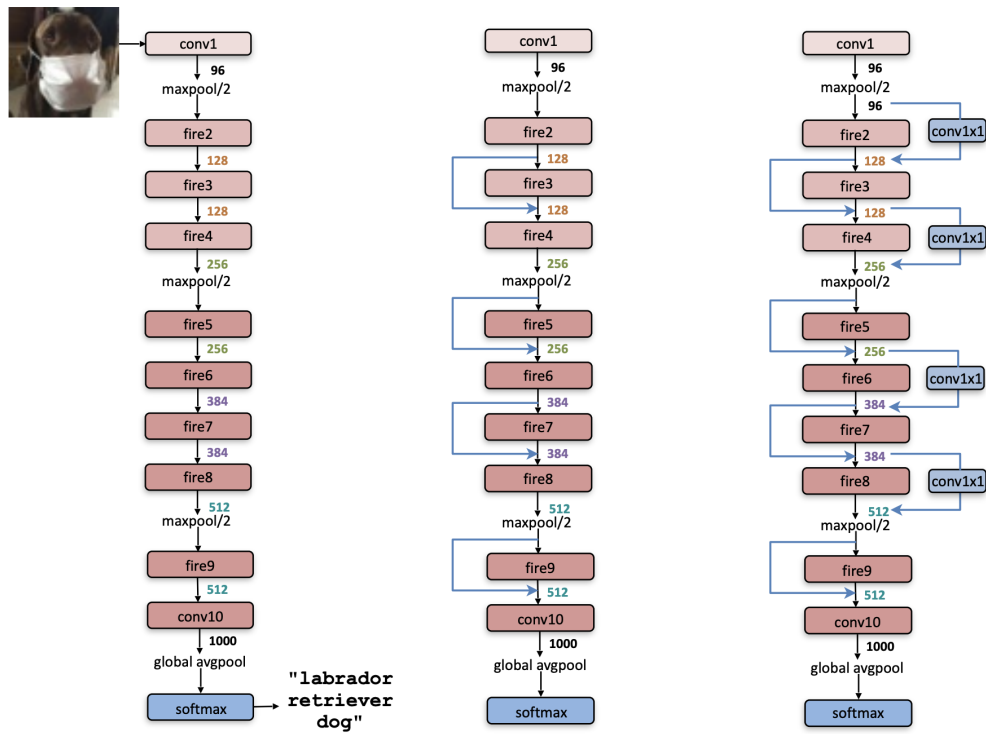 conv1
96
maxpool/2
fire2
128
fire3
128
fire4
256
maxpool/2
fire5
256
fire6
384
fire7
384
fire8
512
maxpool/2
fire9
512
conv10
1000
global avgpool
softmax
"labrador
retriever
dog"
conv1
96
maxpool/2
fire2
128
fire3
128
fire4
256
maxpool/2
fire5
256
fire6
384
fire7
384
fire8
512
maxpool/2
fire9
512
conv10
1000
global avgpool
softmax
conv1
96
maxpool/2
96
conv1x1
fire2
128
fire3
128
conv1x1
fire4
256
maxpool/2
fire5
256
conv1x1
fire6
384
fire7
384
conv1x1
fire8
512
maxpool/2
fire9
512
conv10
1000
global avgpool
softmax